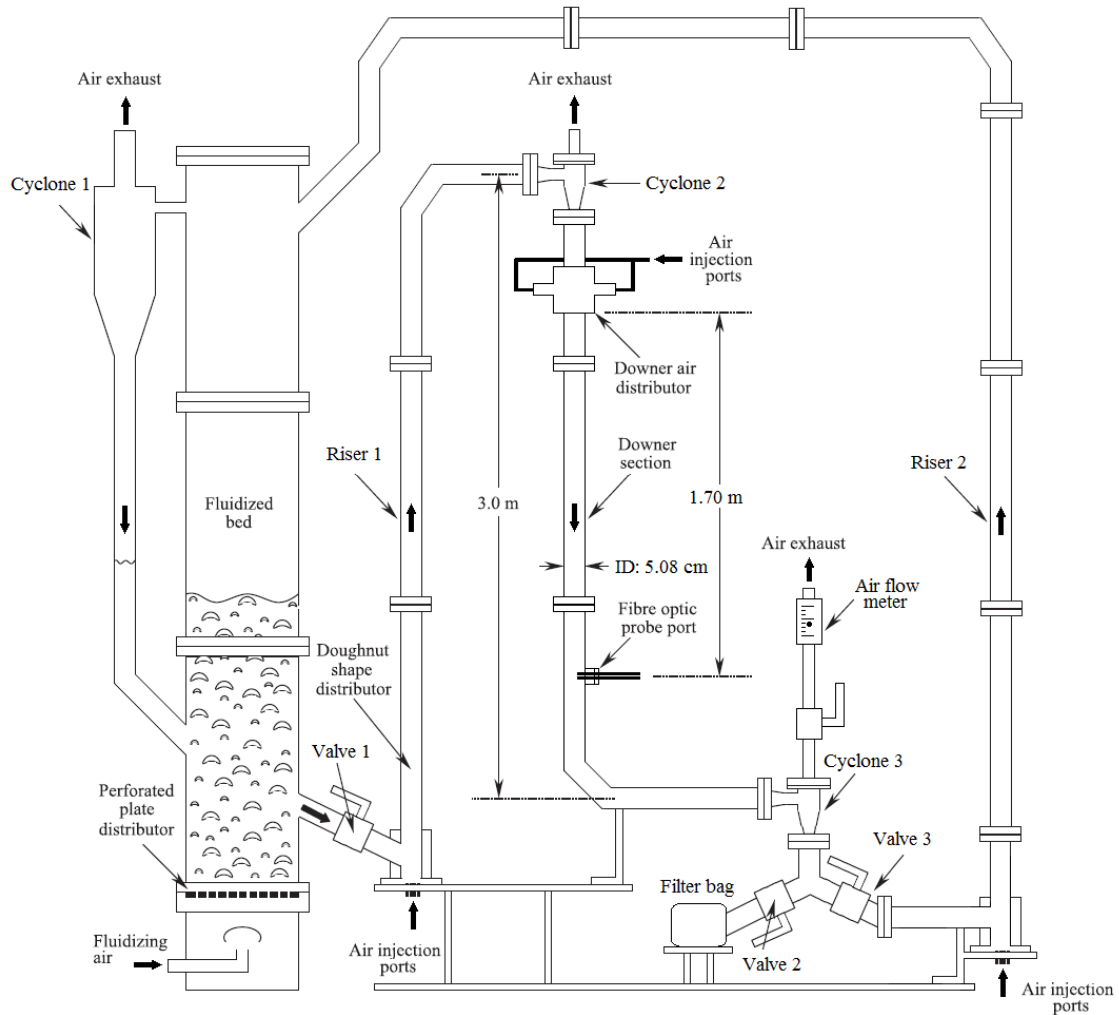 Air exhaust
Air exhaust
Cyclone 1
Cyclone 2
Air
injection
ports
Downer air
distributor
Riser 1
Downer
section
Riser 2
3.0 m
1.70 m
Fluidized
bed
Air exhaust
ID: 5.08 cm
Air flow
meter
Fibre optic
probe port
Doughnut
shape
distributor
Valve 1
Cyclone 3
Perforated
plate
distributor
Valve 3
Filter bag
Fluidizing
air
Air injection
ports
Valve 2
Air injection
ports